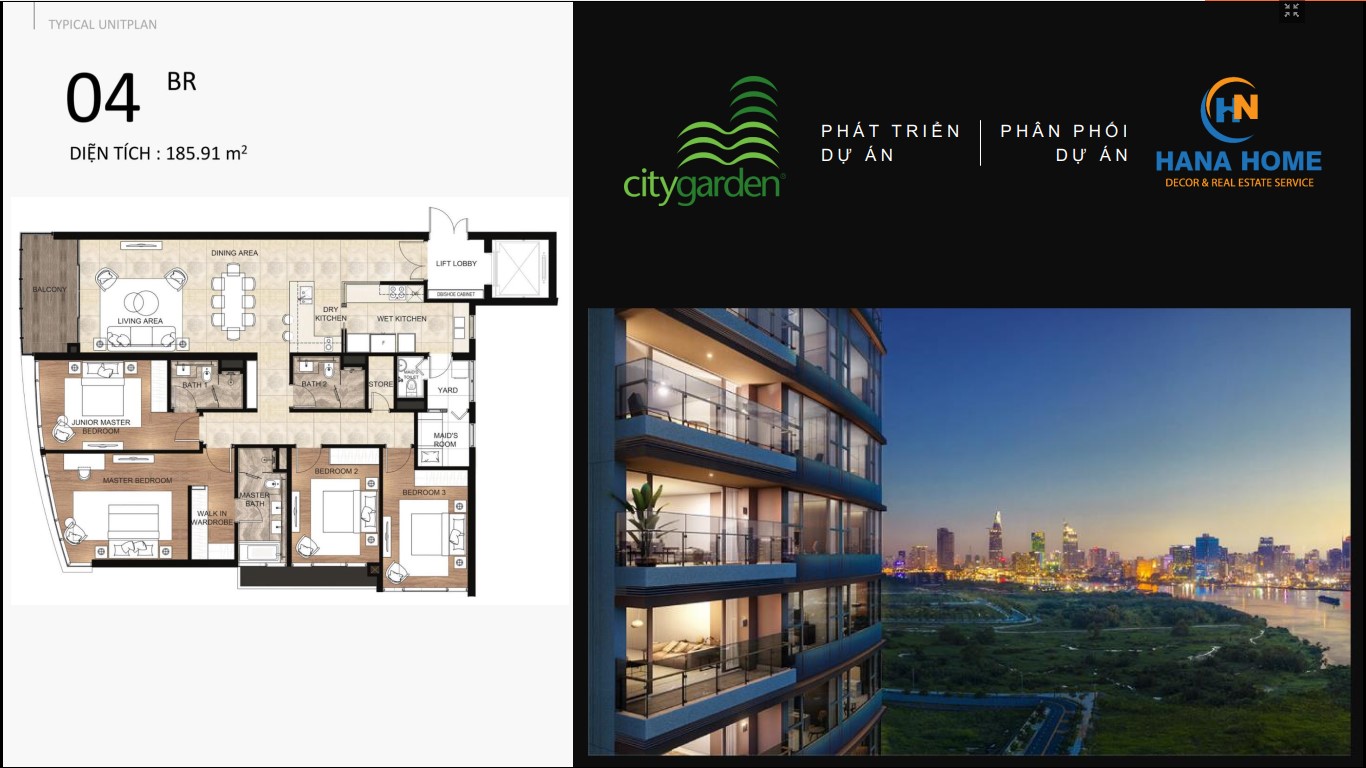 TYPICAL UNITPLAN
04 BR
DIỆN TÍCH : 185.91 m²
BALCONY
DINING AREA
LIVING AREA
DRY
KITCHEN
WET KITCHEN
LIFT LOBBY
DB/SHOE CABINET
BATH 1
BATH 2
STORE
YARD
JUNIOR MASTER
BEDROOM
MAID'S
ROOM
MASTER BEDROOM
WALK IN
WARDROBE
MASTER
BATH
BEDROOM 2
BEDROOM 3
citygarden®
PHÁT TRIỂN
DỰ ÁN
PHÂN PHỐI
DỰ ÁN
HN
HANA HOME
DECOR & REAL ESTATE SERVICE